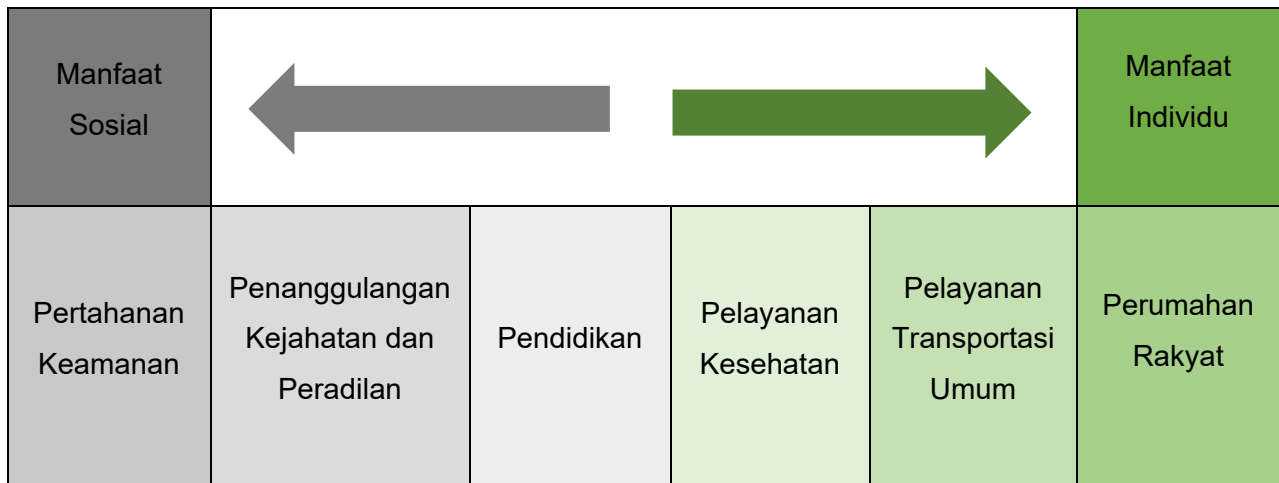 Manfaat
Sosial
Manfaat
Individu
Pertahanan
Keamanan
Penanggulangan
Kejahatan dan
Peradilan
Pendidikan
Pelayanan
Kesehatan
Pelayanan
Transportasi
Umum
Perumahan
Rakyat